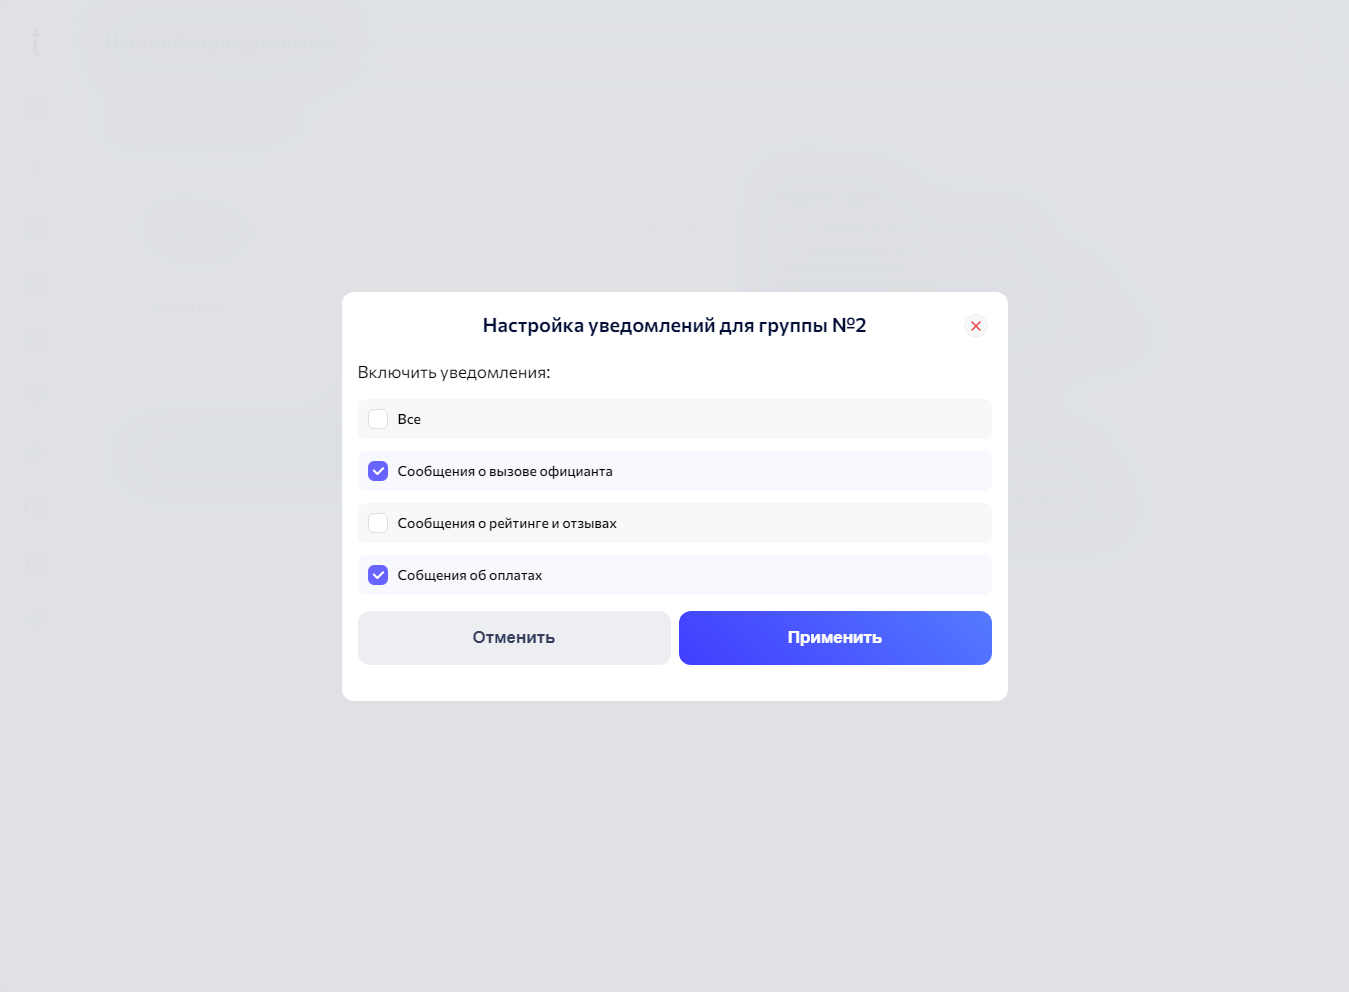 Настройки уведомлений
Настройка уведомлений для группы №2
Включить уведомления:
Все
Сообщения о вызове официанта
Сообщения о рейтинге и отзывах
Собщения об оплатах
Отменить
Применить